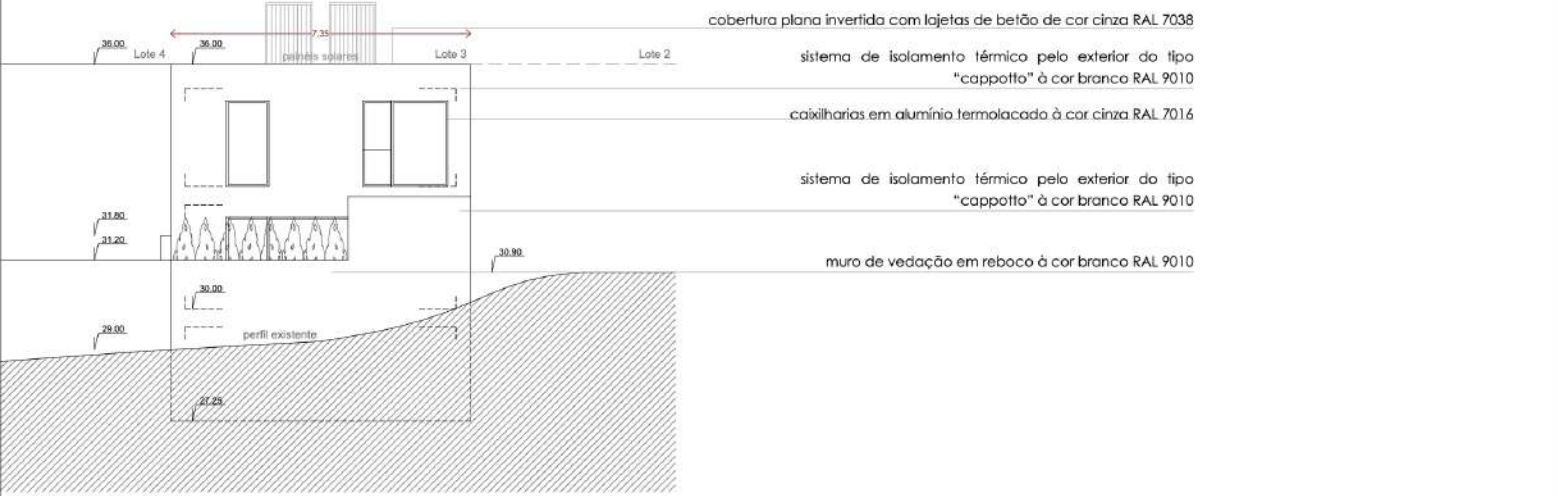 cobertura plana invertida com lajetas de betão de cor cinza RAL 7038
7.35
36.00
Lote 4
36.00
painéis solares
Lote 3
Lote 2
sistema de isolamento térmico pelo exterior do tipo
“cappotto” à cor branco RAL 9010
caixilharias em alumínio termolacado à cor cinza RAL 7016
sistema de isolamento térmico pelo exterior do tipo
“cappotto” à cor branco RAL 9010
31.80
31.20
30.90
muro de vedação em reboco à cor branco RAL 9010
30.00
29.00
perfil existente
27.25